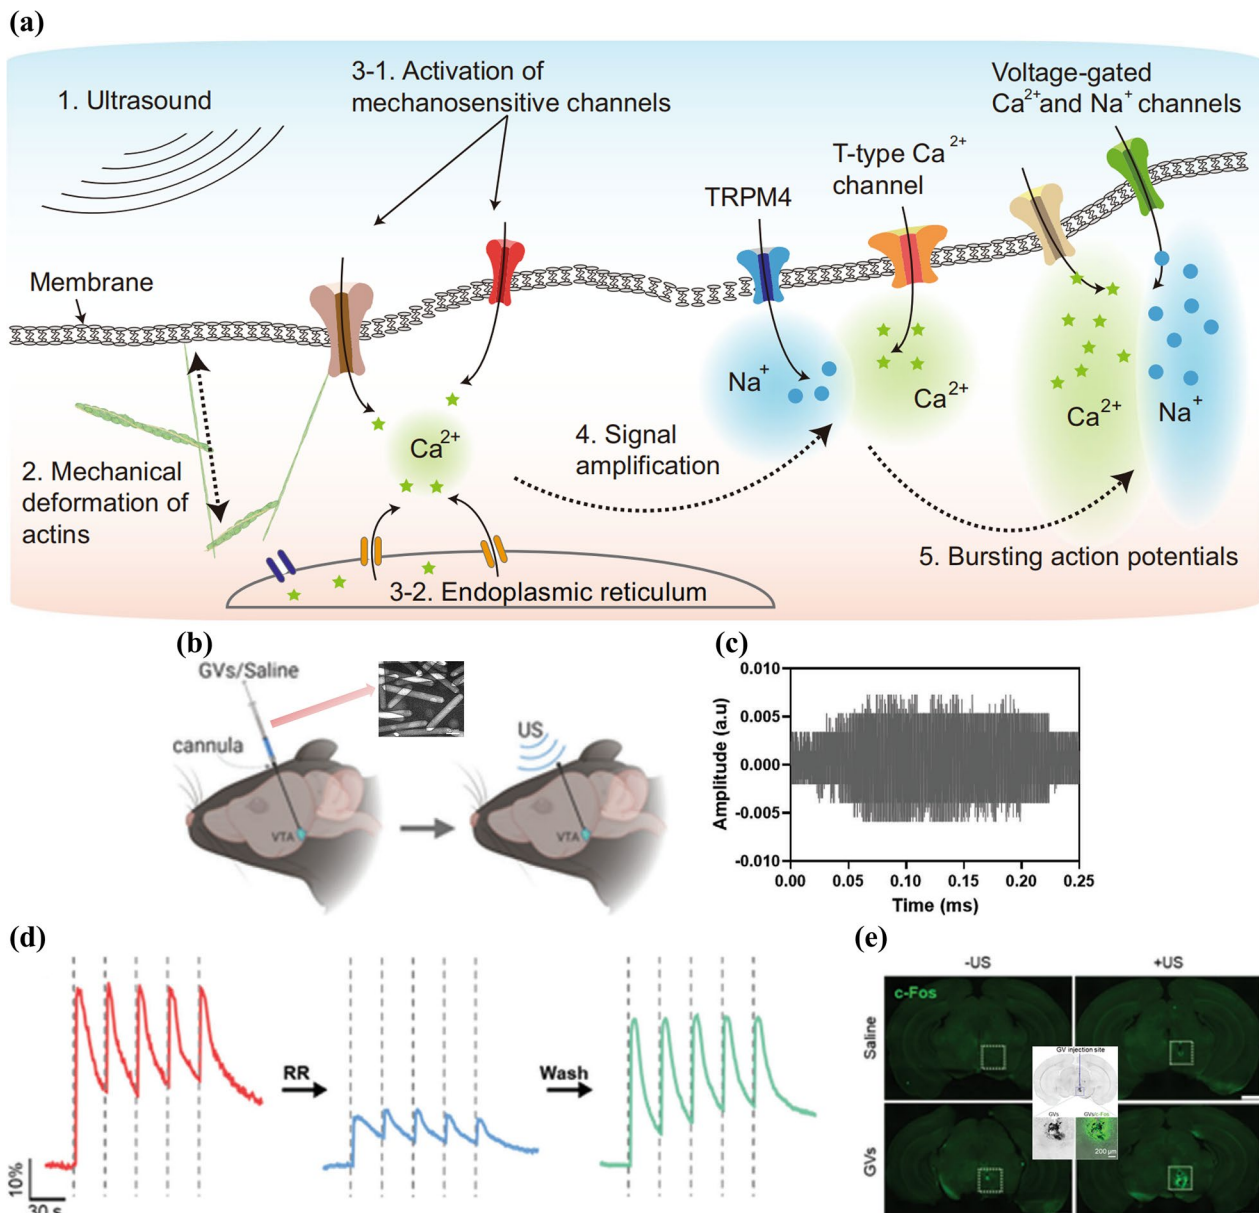 (a)
1. Ultrasound
3-1. Activation of
mechanosensitive channels
Voltage-gated
Ca2+and Na+ channels
T-type Ca 2+
channel
TRPM4
Membrane
Ca2+
Na+
Ca2+
Ca2+
Na+
2. Mechanical
deformation of
actins
4. Signal
amplification
5. Bursting action potentials
3-2. Endoplasmic reticulum
(b)
GVs/Saline
cannula
VTA
US
VTA
(c)
0.010
0.005
0.000
-0.005
-0.010
Amplitude (a.u)
0.00 0.05 0.10 0.15 0.20 0.25
Time (ms)
(d)
RR
Wash
10%
30 s
(e)
-US +US
c-Fos
Saline
GVs
GV injection site
GVs GVs/c-Fos
200 µm